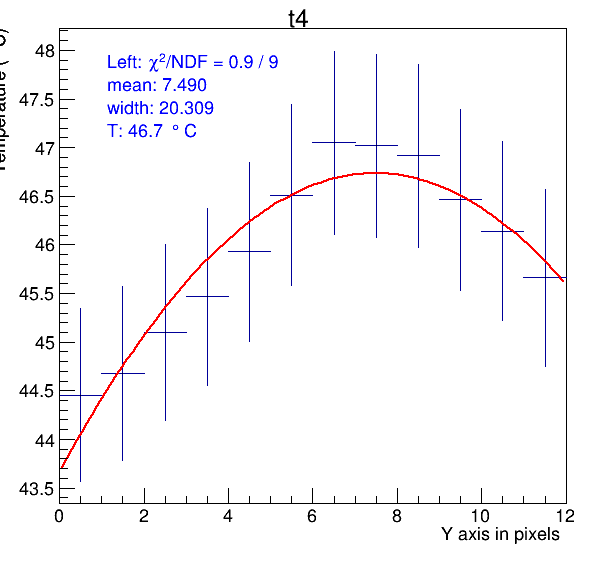 t4
Left: χ²/NDF = 0.9 / 9
mean: 7.490
width: 20.309
T: 46.7 °C
48
47.5
47
46.5
46
45.5
45
44.5
44
43.5
0 2 4 6 8 10 12
Y axis in pixels